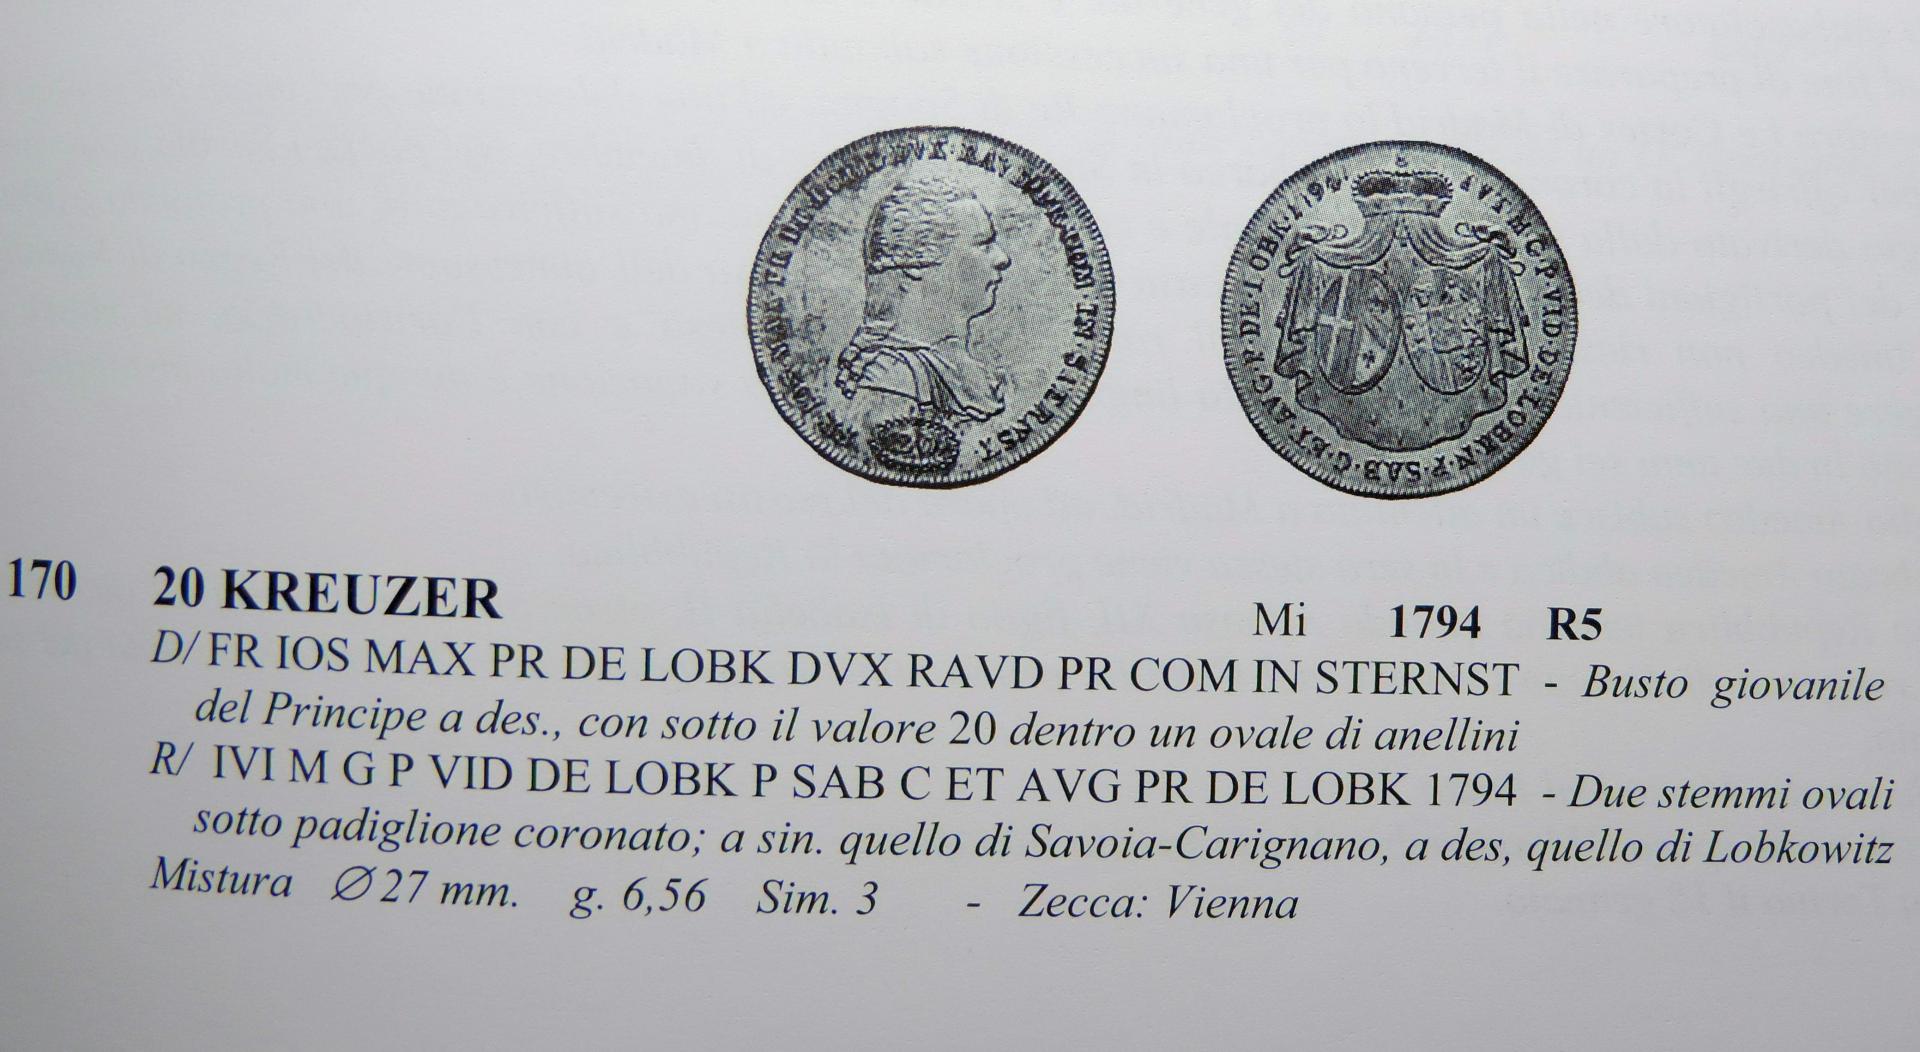 170 20 KREUZER Mi 1794 R5
D/ FR IOS MAX PR DE LOBK DVX RAVD PR COM IN STERNST - Busto giovanile
del Principe a des., con sotto il valore 20 dentro un ovale di anellini
R/ IVI M G P VID DE LOBK P SAB C ET AVG PR DE LOBK 1794 - Due stemmi ovali
sotto padiglione coronato; a sin. quello di Savoia-Carignano, a des, quello di Lobkowitz
Mistura Ø 27 mm. g. 6,56 Sim. 3 - Zecca: Vienna